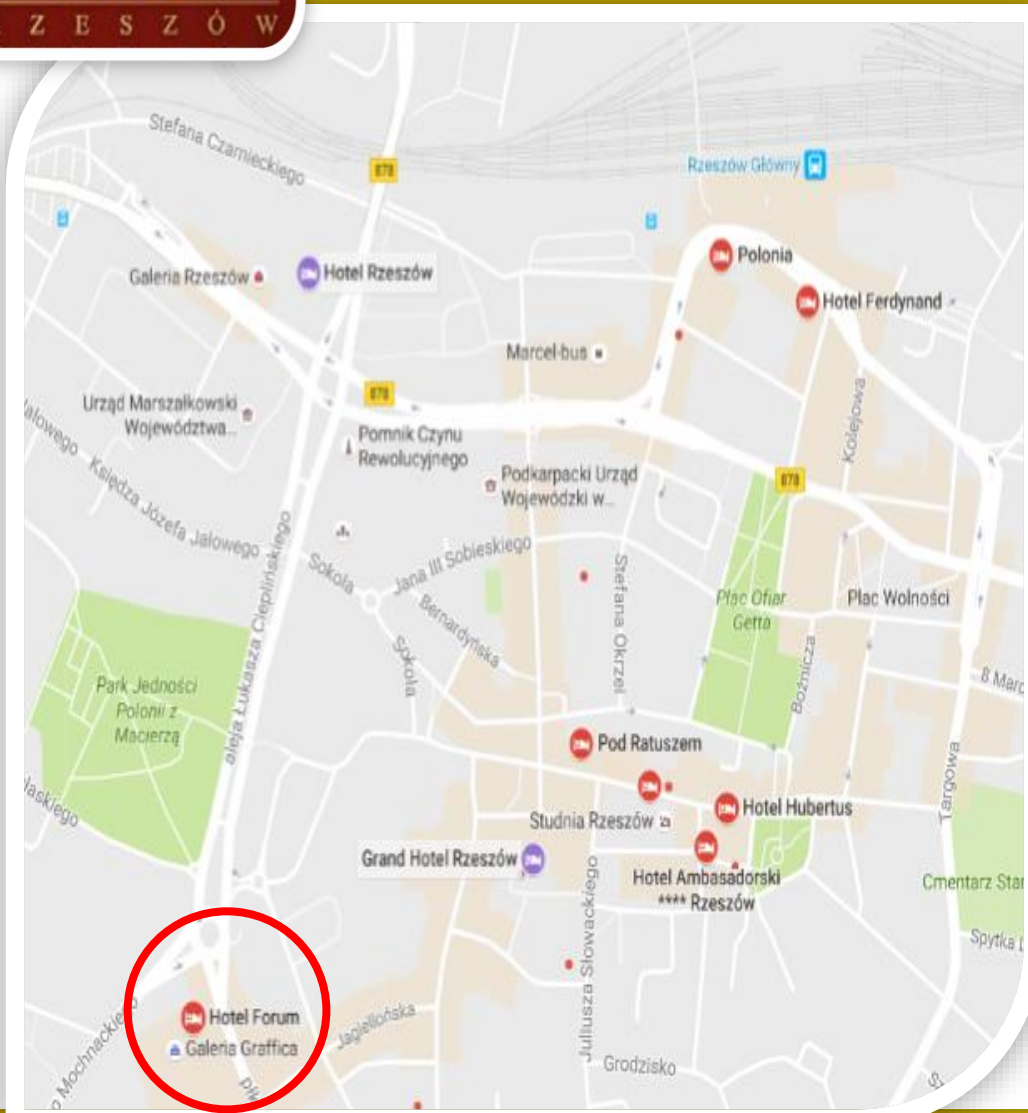 Z E S Z Ó W
Stefana Czarnieckiego
878
Rzeszów Główny
Galeria Rzeszów
Hotel Rzeszów
Polonia
Hotel Ferdynand
Marcel-bus
878
Urząd Marszałkowski
Województwa...
Pomnik Czynu
Rewolucyjnego
Kolejowa
Podkarpacki Urząd
Wojewódzki w...
878
Księdza Józefa Jałowego
Sokoła
Jana III Sobieskiego
Bernardyńska
Stefana Okrzei
Plac Ofiar
Getta
Plac Wolności
Sokoła
Bożnicza
aleja Łukasza Cieplińskiego
Park Jedności
Polonii z
Macierzą
8 Marc
Pod Ratuszem
Targowa
Studnia Rzeszów
Hotel Hubertus
Grand Hotel Rzeszów
Hotel Ambasadorski
**** Rzeszów
Cmentarz Star
Juliusza Słowackiego
Spytka
Hotel Forum
Galeria Graffica
Jagiellońska
Mochnackiego
Grodzisko